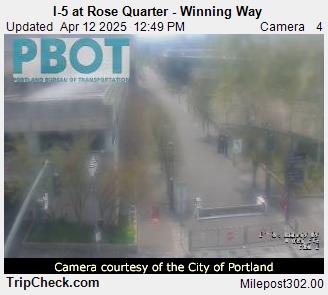 I-5 at Rose Quarter - Winning Way
Updated Apr 12 2025 12:49 PM Camera 4
PBOT
PORTLAND BUREAU OF TRANSPORTATION
Camera courtesy of the City of Portland
TripCheck.com Milepost302.00